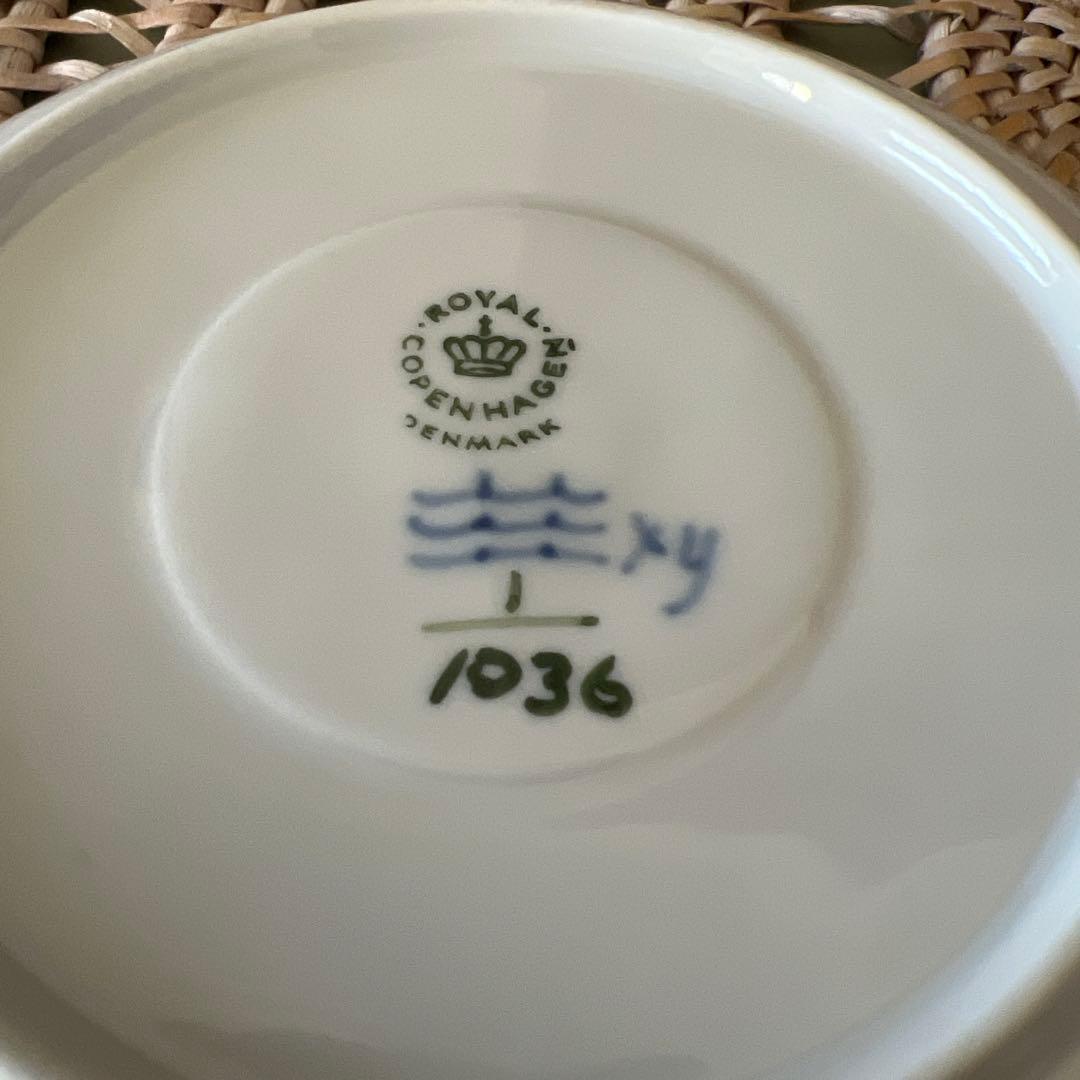 ROYAL
COPENHAGEN
DENMARK
xy
1
1036